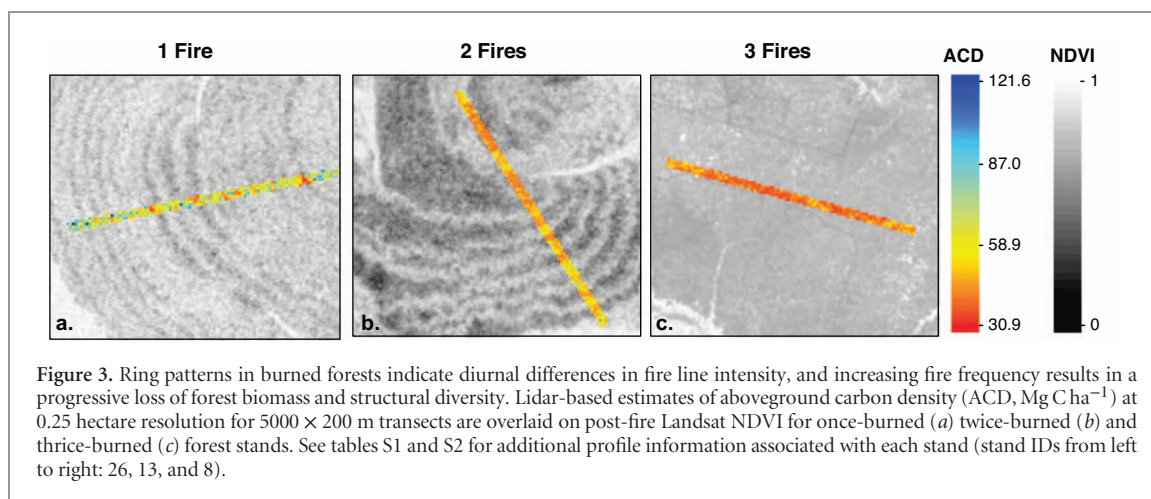 1 Fire
2 Fires
3 Fires
ACD
NDVI
121.6
87.0
58.9
30.9
1
0
a.
b.
c.
Figure 3. Ring patterns in burned forests indicate diurnal differences in fire line intensity, and increasing fire frequency results in a
progressive loss of forest biomass and structural diversity. Lidar-based estimates of aboveground carbon density (ACD, Mg C ha⁻¹) at
0.25 hectare resolution for 5000 × 200 m transects are overlaid on post-fire Landsat NDVI for once-burned (a) twice-burned (b) and
thrice-burned (c) forest stands. See tables S1 and S2 for additional profile information associated with each stand (stand IDs from left
to right: 26, 13, and 8).